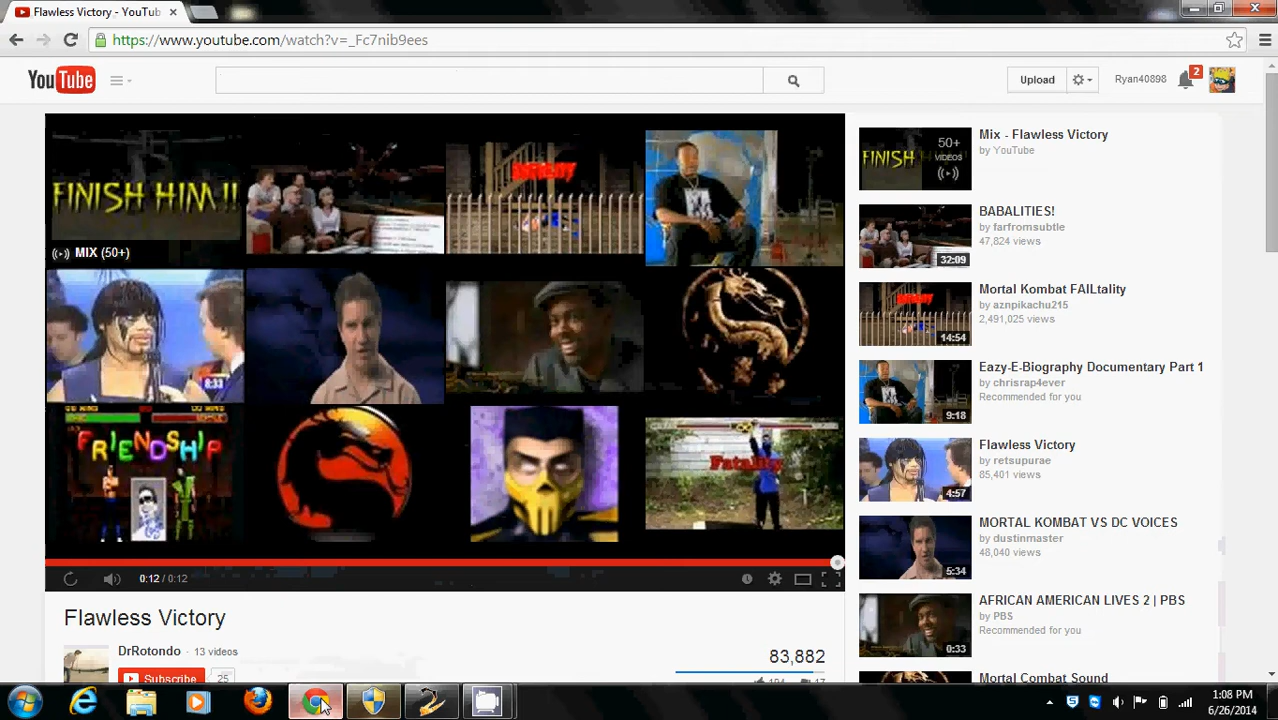 Flawless Victory - YouTub
https://www.youtube.com/watch?v=_Fc7nib9ees
YouTube
Upload
Ryan40898
2
FINISH HIM!!
MIX (50+)
8:33
FRIENDSHIP
Fatality
0:12 / 0:12
Flawless Victory
DrRotondo · 13 videos
Subscribe
25
83,882
FINISH
50+
VIDEOS
Mix - Flawless Victory
by YouTube
32:09
BABALITIES!
by farfromsubtle
47,824 views
14:54
Mortal Kombat FAILtality
by aznpikachu215
2,491,025 views
9:18
Eazy-E-Biography Documentary Part 1
by chrisrap4ever
Recommended for you
4:57
Flawless Victory
by retsupurae
85,401 views
5:34
MORTAL KOMBAT VS DC VOICES
by dustinmaster
48,040 views
0:33
AFRICAN AMERICAN LIVES 2 | PBS
by PBS
Recommended for you
Mortal Combat Sound
1:08 PM
6/26/2014